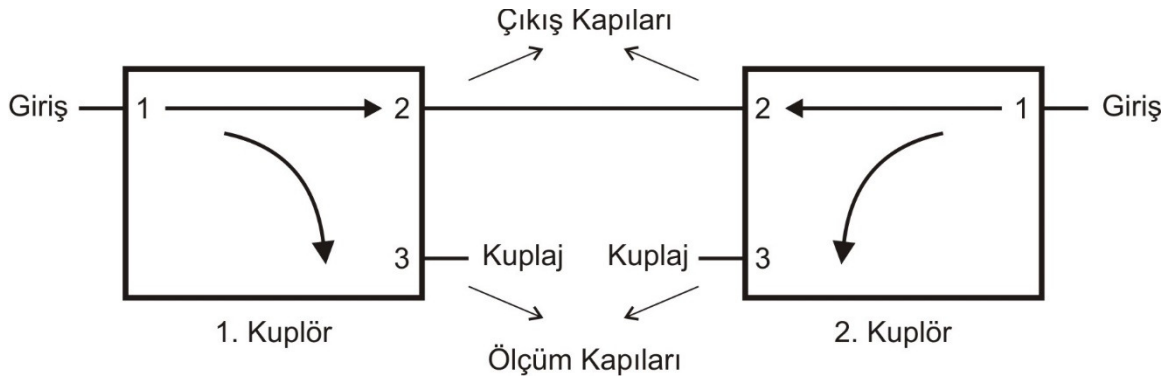 Çıkış Kapıları
Giriş 1 2 2 1 Giriş
3 Kuplaj Kuplaj 3
1. Kuplör 2. Kuplör
Ölçüm Kapıları